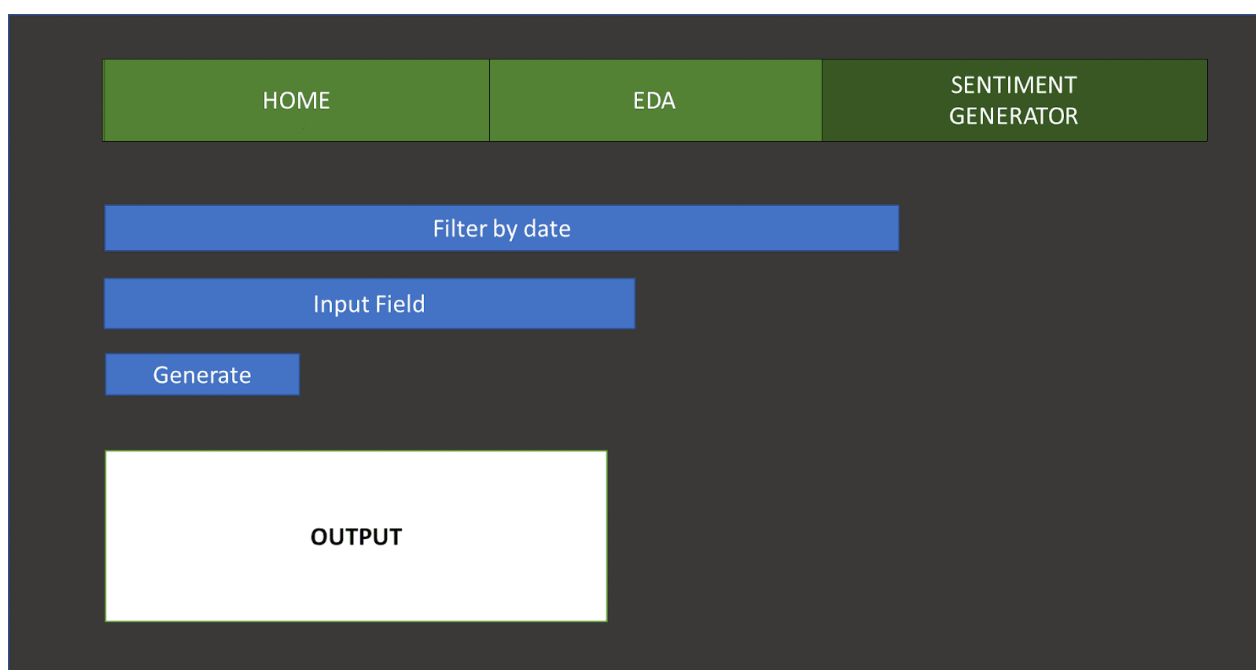 HOME
EDA
SENTIMENT
GENERATOR
Filter by date
Input Field
Generate
OUTPUT